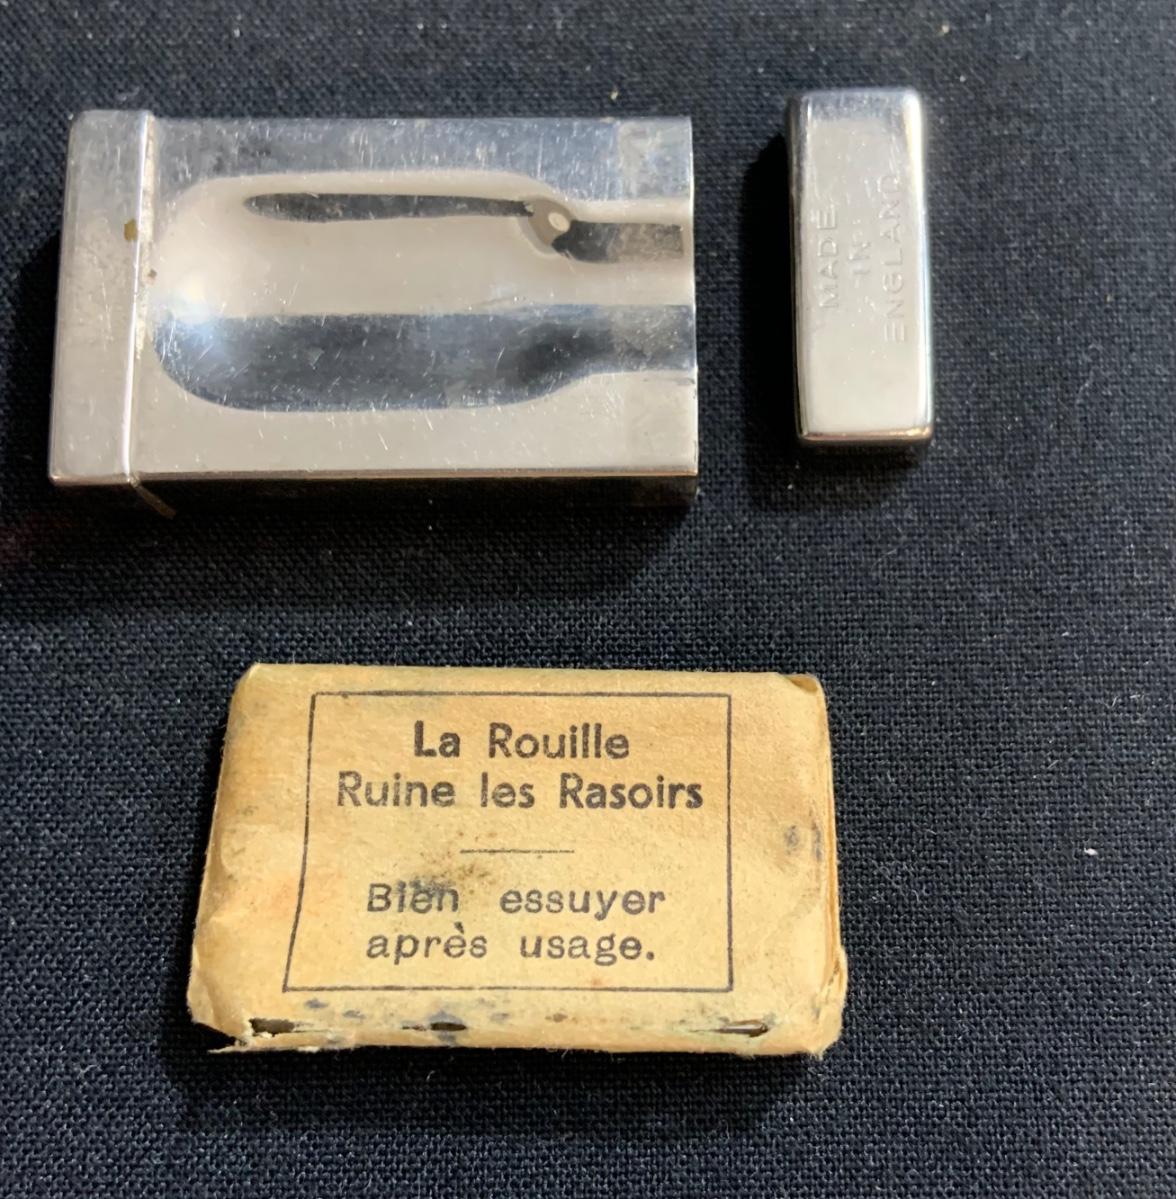 MADE
IN
ENGLAND
La Rouille
Ruine les Rasoirs
Bien essuyer
après usage.